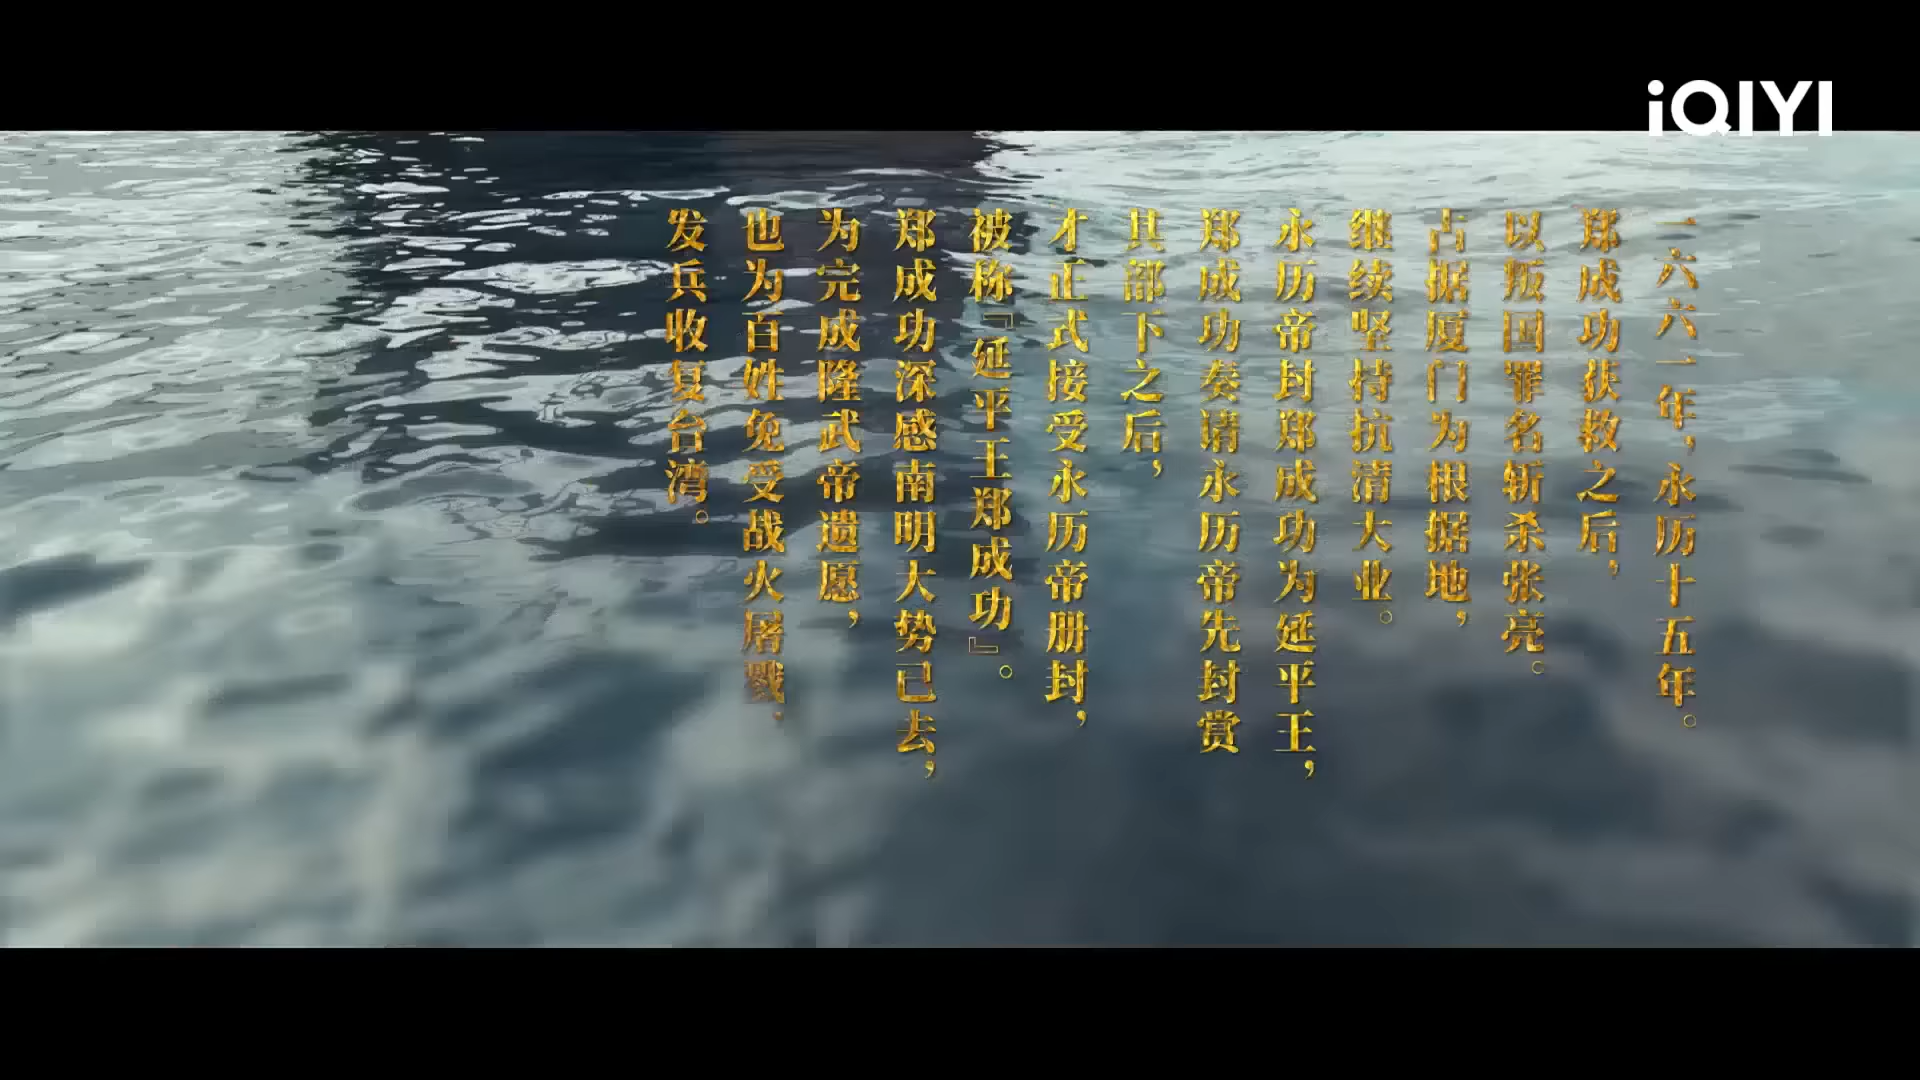 iQIYI
一六六一年，永历十五年。
郑成功获救之后，
以叛国罪名斩杀张亮。
占据厦门为根据地，
继续坚持抗清大业。
永历帝封郑成功为延平王，
郑成功奏请永历帝先封赏
其部下之后，
才正式接受永历帝册封，
被称『延平王郑成功』。
郑成功深感南明大势已去，
为完成隆武帝遗愿，
也为百姓免受战火屠戮，
发兵收复台湾。